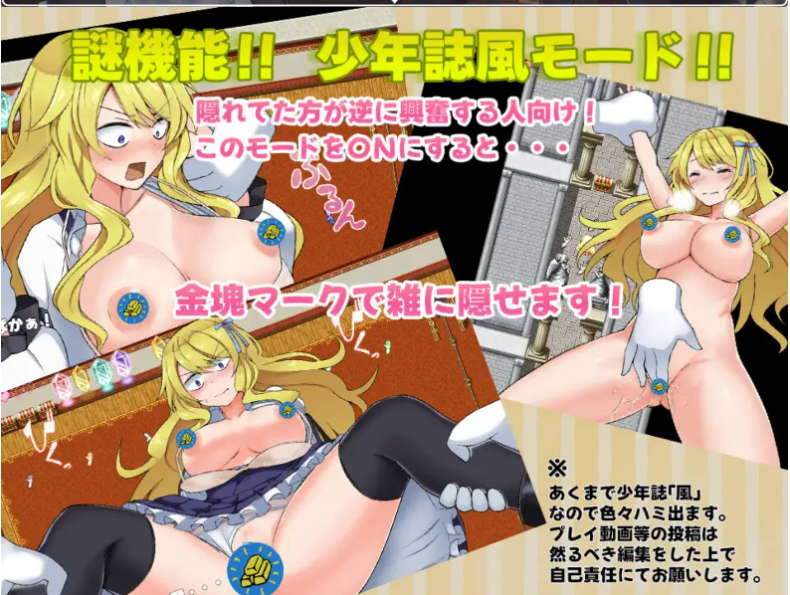 謎機能!! 少年誌風モード!!
隠れてた方が逆に興奮する人向け!
このモードをONにすると・・・
ぶるん
金塊マークで雑に隠せます!
※
あくまで少年誌「風」
なので色々ハミ出ます。
プレイ動画等の投稿は
然るべき編集をした上で
自己責任にてお願いします。